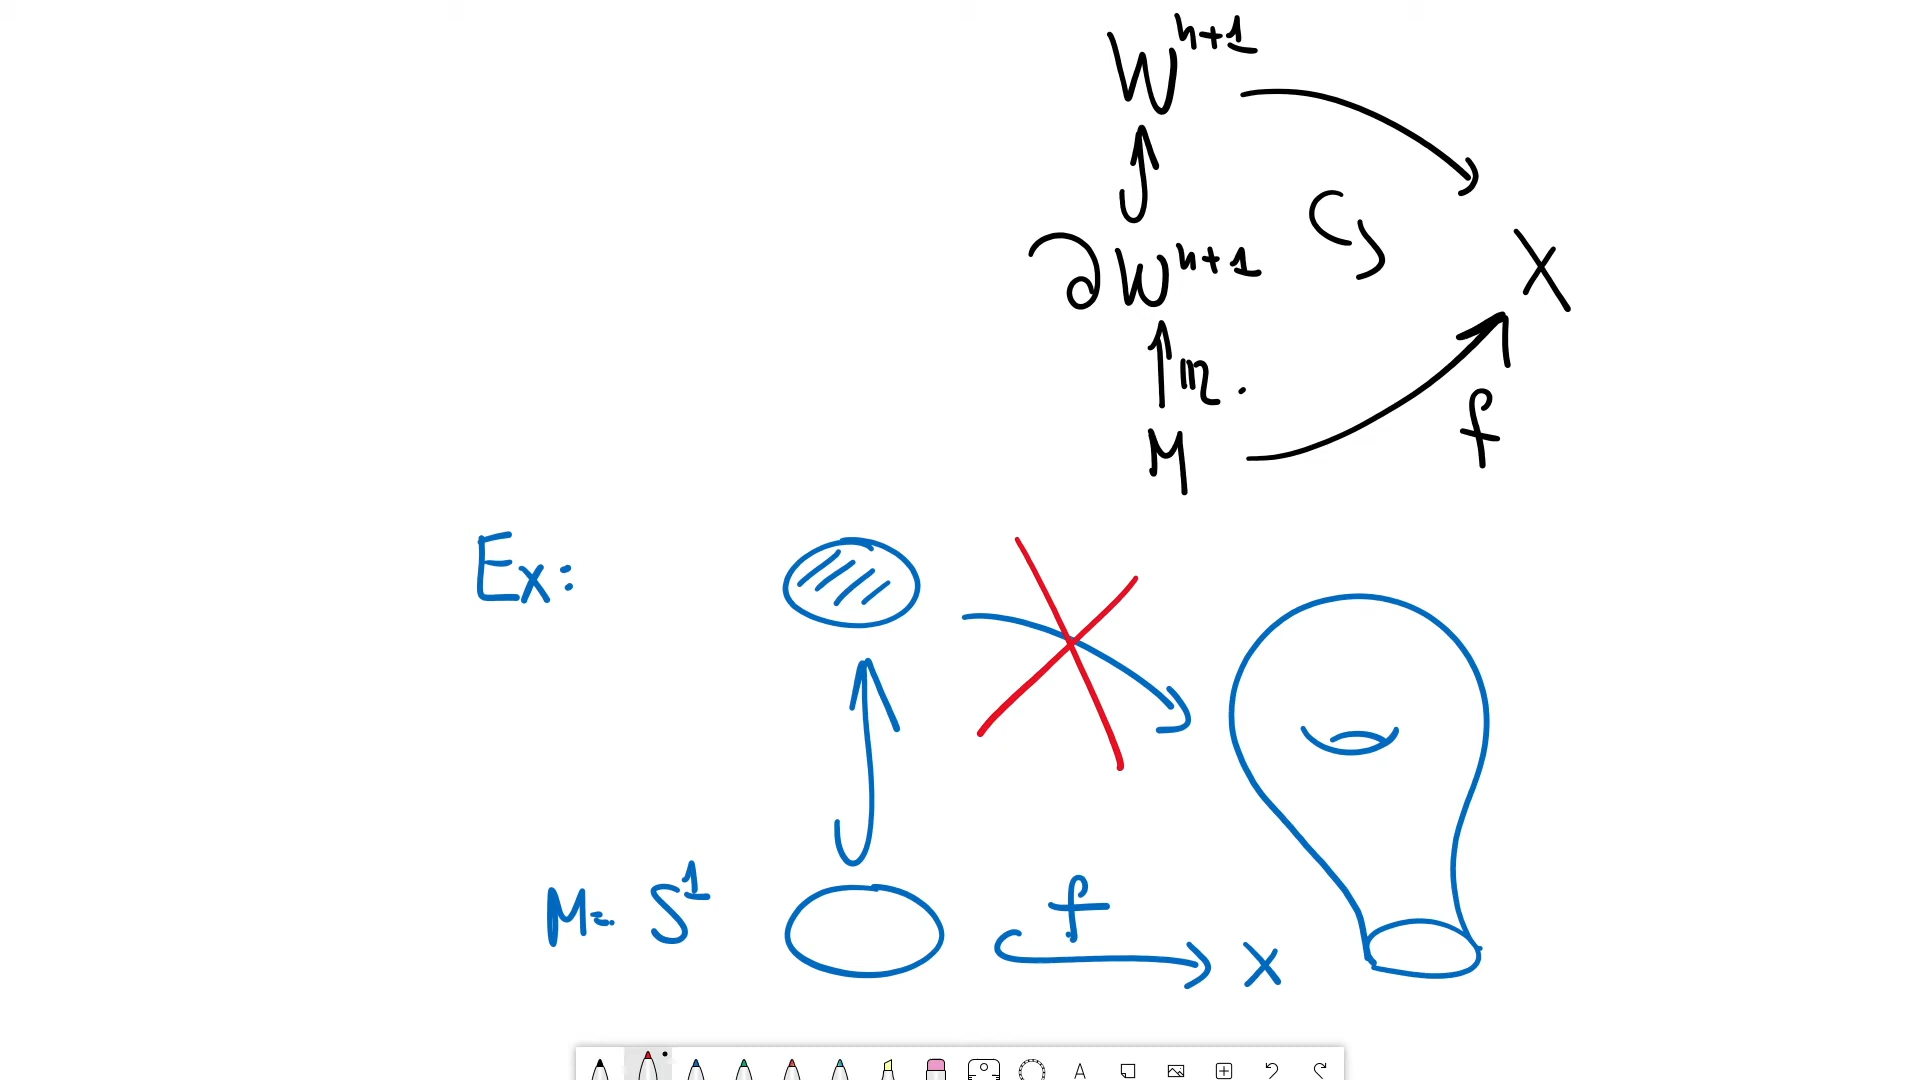 W^{n+1}
∂W^{n+1}
X
M
f
Ex:
M = S^1
f
X
A